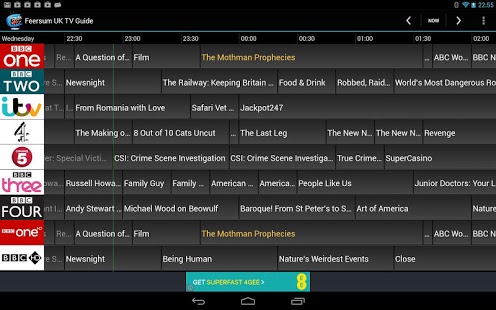 22:55
Feersum UK TV Guide
NOW
Wednesday 22:30 23:00 23:30 00:00 00:30 01:00 01:30 02:00
BBC one Re... A Question of... Film The Mothman Prophecies ... ABC Wo... BBC N...
BBC TWO ve S... Newsnight The Railway: Keeping Britain ... Food & Drink Robbed, Raid... World's Most Dangerous Ro
itv at T... From Romania with Love Safari Vet ... Jackpot247
4 The Making o... 8 Out of 10 Cats Uncut ... The Last Leg The New N... The New N... Revenge
5 der: Special Victi... CSI: Crime Scene Investigation CSI: Crime Scene Investiga... True Crime... SuperCasino
BBC three Russell Howa... Family Guy Family ... American ... American ... People Like Us Junior Doctors: Your L
BBC FOUR Andy Stewart ... Michael Wood on Beowulf Baroque! From St Peter's to S... Art of America Natural W
BBC one HD Re... A Question of... Film The Mothman Prophecies ... ABC Wo... BBC N...
BBC HD ve S... Newsnight Being Human Nature's Weirdest Events Close
GET SUPERFAST 4GEE > EE